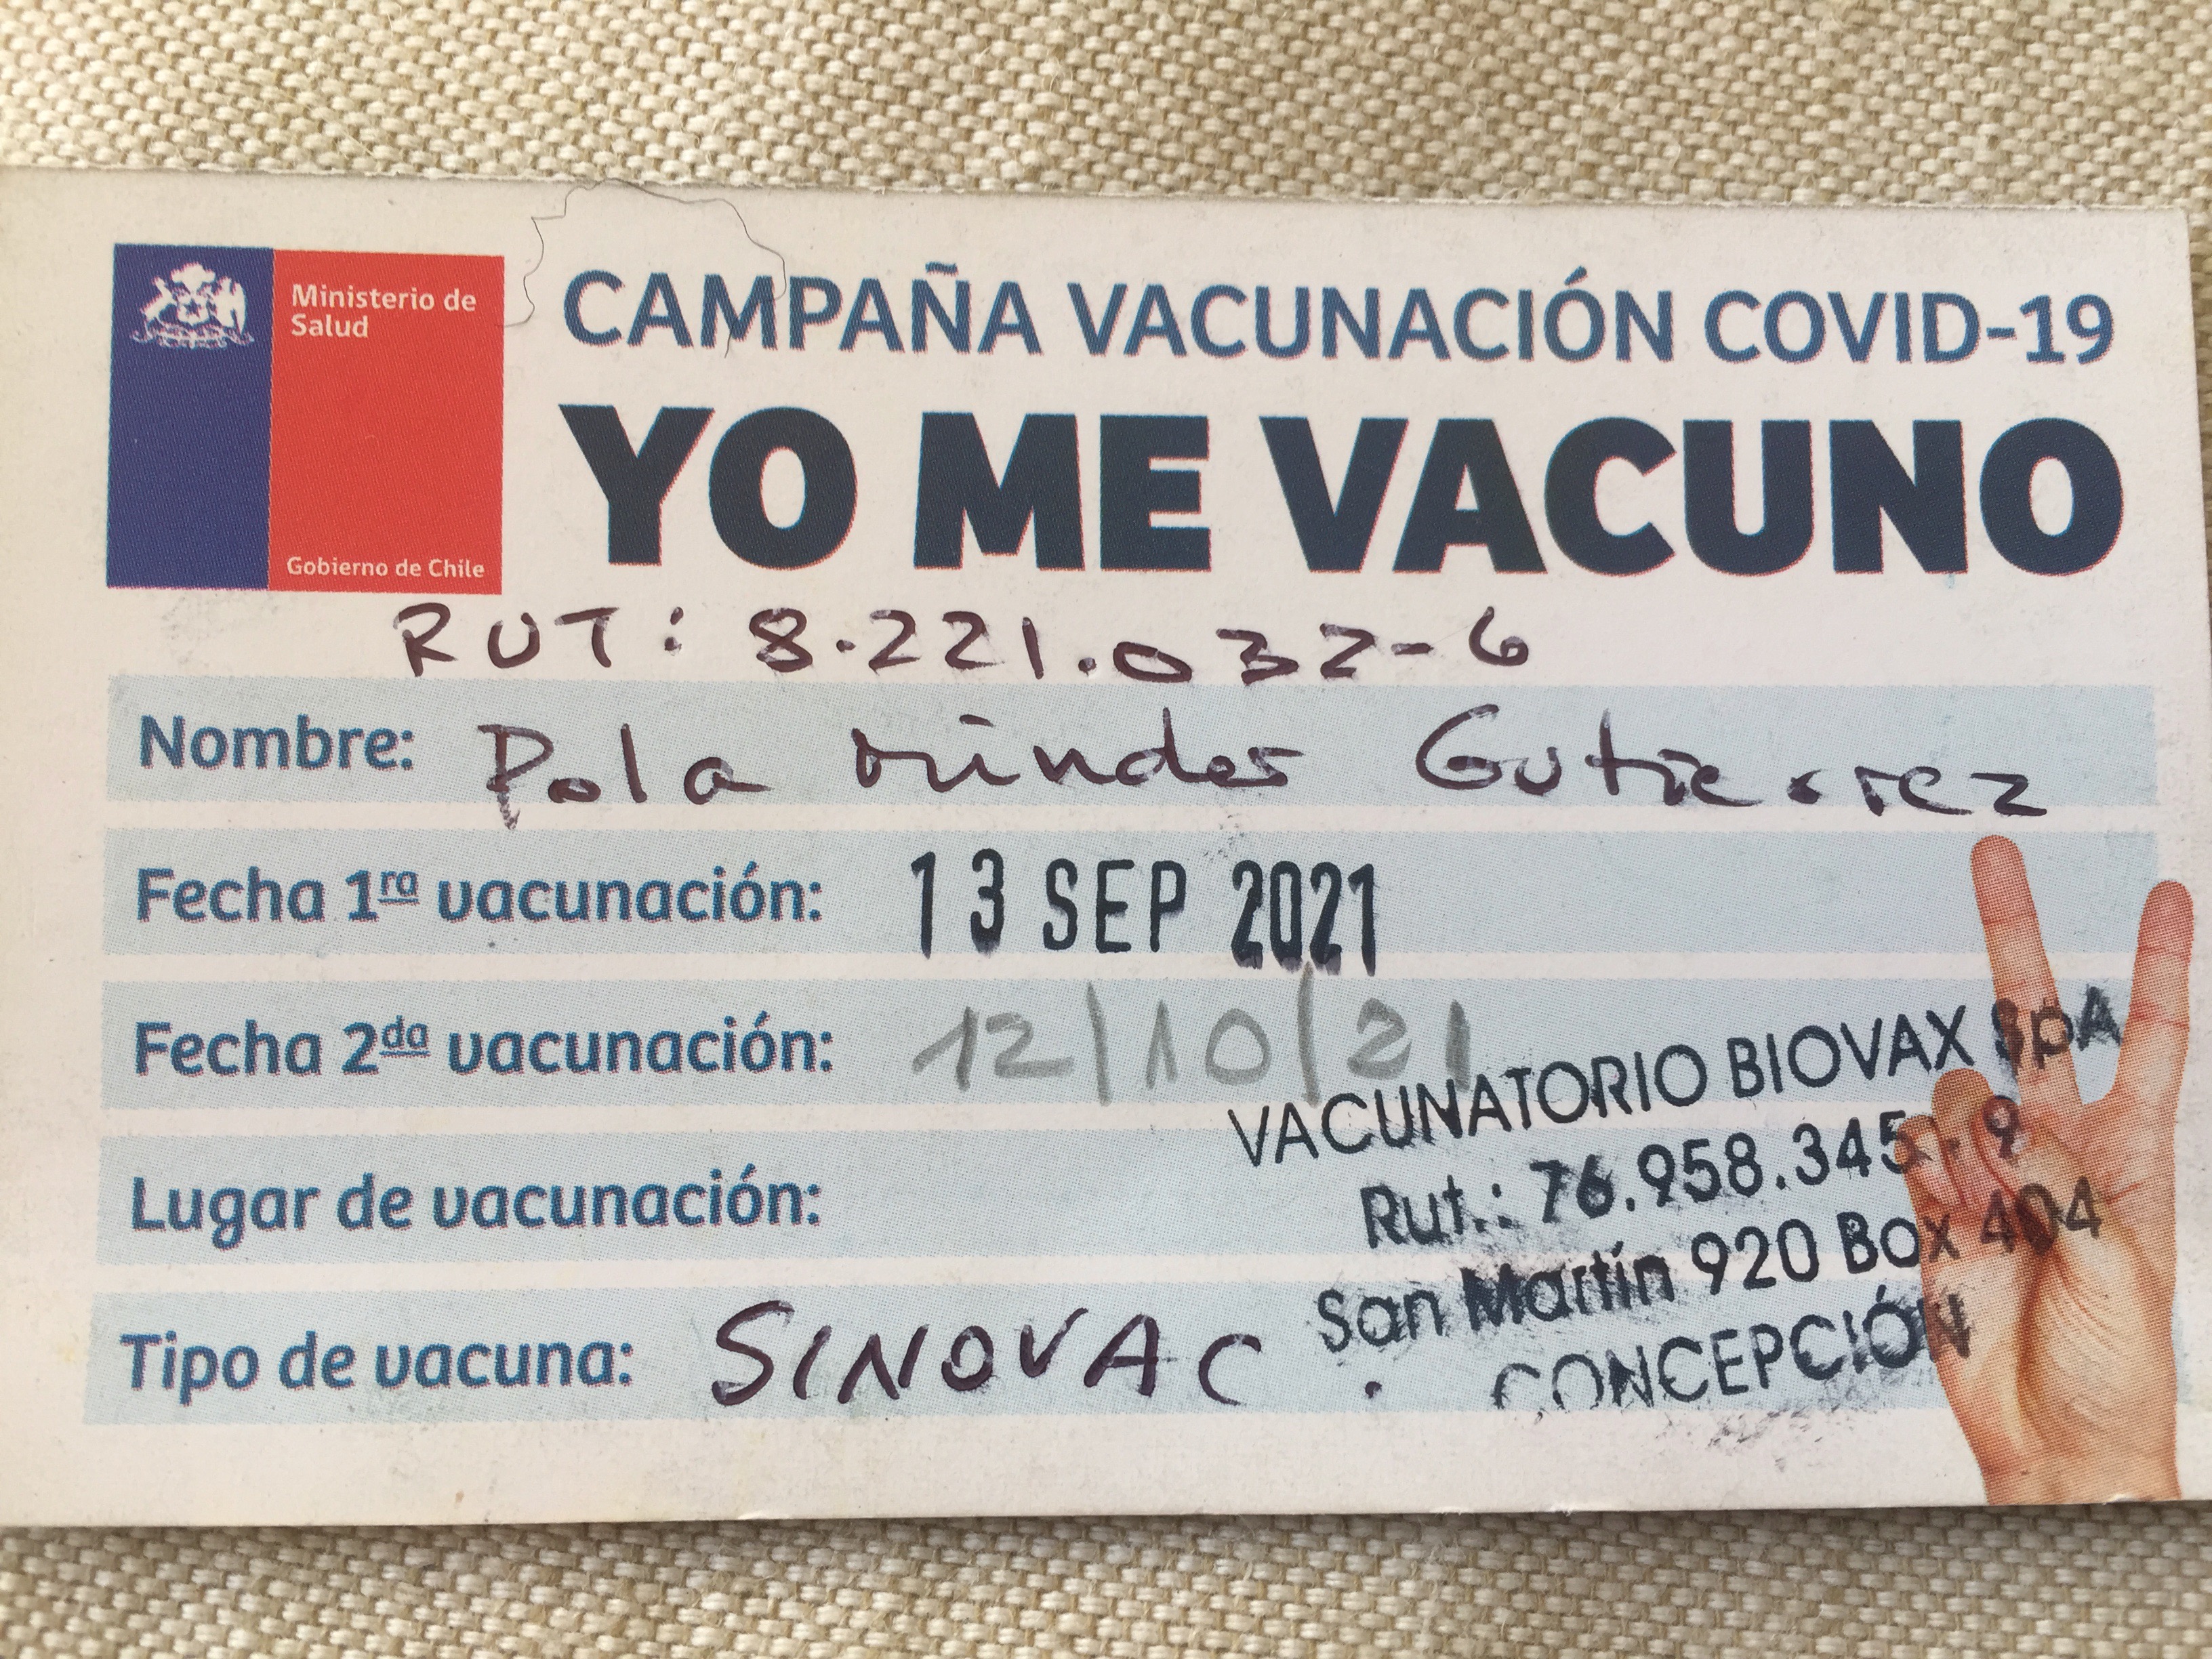 Ministerio de
Salud
Gobierno de Chile
CAMPAÑA VACUNACIÓN COVID-19
YO ME VACUNO
RUT: 8.221.032-6
Nombre: Pola Gutierrez
Fecha 1ra vacunación: 13 SEP 2021
Fecha 2da vacunación: 12/10/21
Lugar de vacunación:
VACUNATORIO BIOVAX SpA
Rut.: 76.958.345-9
San Martín 920 Box 404
CONCEPCIÓN
Tipo de vacuna: SINOVAC.